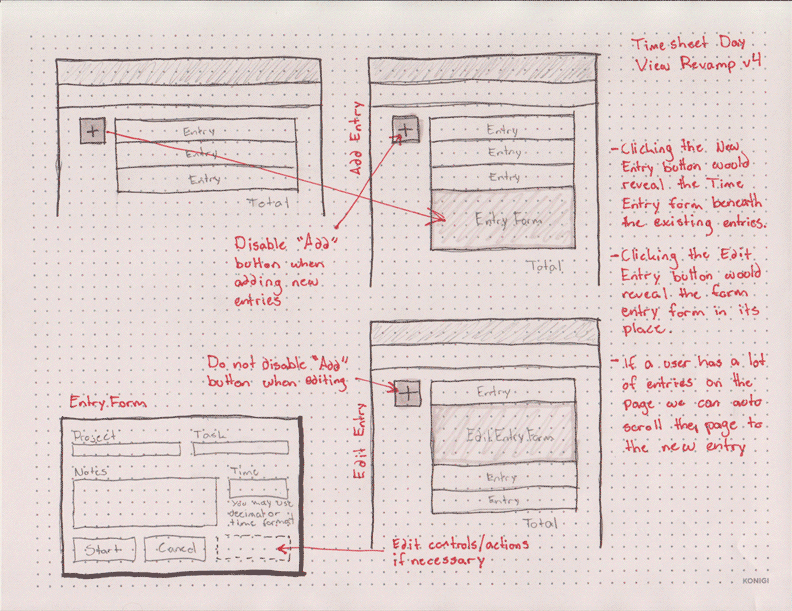 Timesheet Day
View Revamp v4
+
Entry
Entry
Entry
Total
Add Entry
+
Entry
Entry
Entry
Entry Form
Total
Disable "Add"
button when
adding new
entries
- Clicking the New
Entry button would
reveal the Time
Entry form beneath
the existing entries.
- Clicking the Edit
Entry button would
reveal the form
entry form in its
place.
- If a user has a lot
of entries on the
page we can auto
scroll they page to
the new entry
Do not disable "Add"
button when editing
Edit Entry
+
Entry
Edit Entry Form
Entry
Entry
Total
Entry Form
Project
Task
Notes
Time
You may use
decimal or
time format
Start
Cancel
Edit controls/actions
if necessary
KONIGI